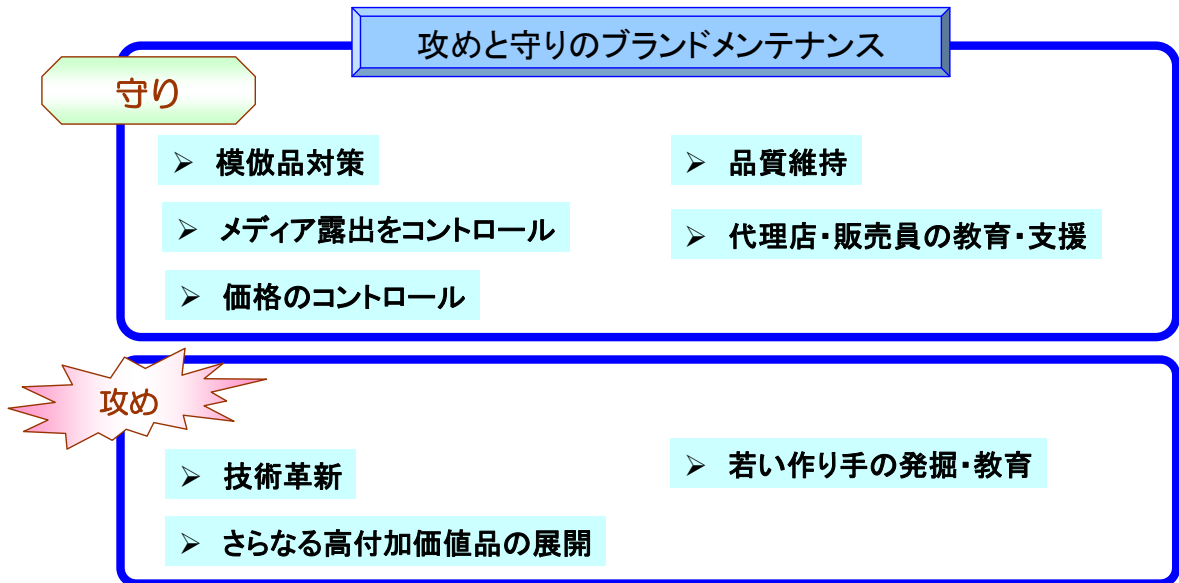 攻めと守りのブランドメンテナンス
守り
➢ 模倣品対策
➢ メディア露出をコントロール
➢ 価格のコントロール
➢ 品質維持
➢ 代理店・販売員の教育・支援
攻め
➢ 技術革新
➢ さらなる高付加価値品の展開
➢ 若い作り手の発掘・教育